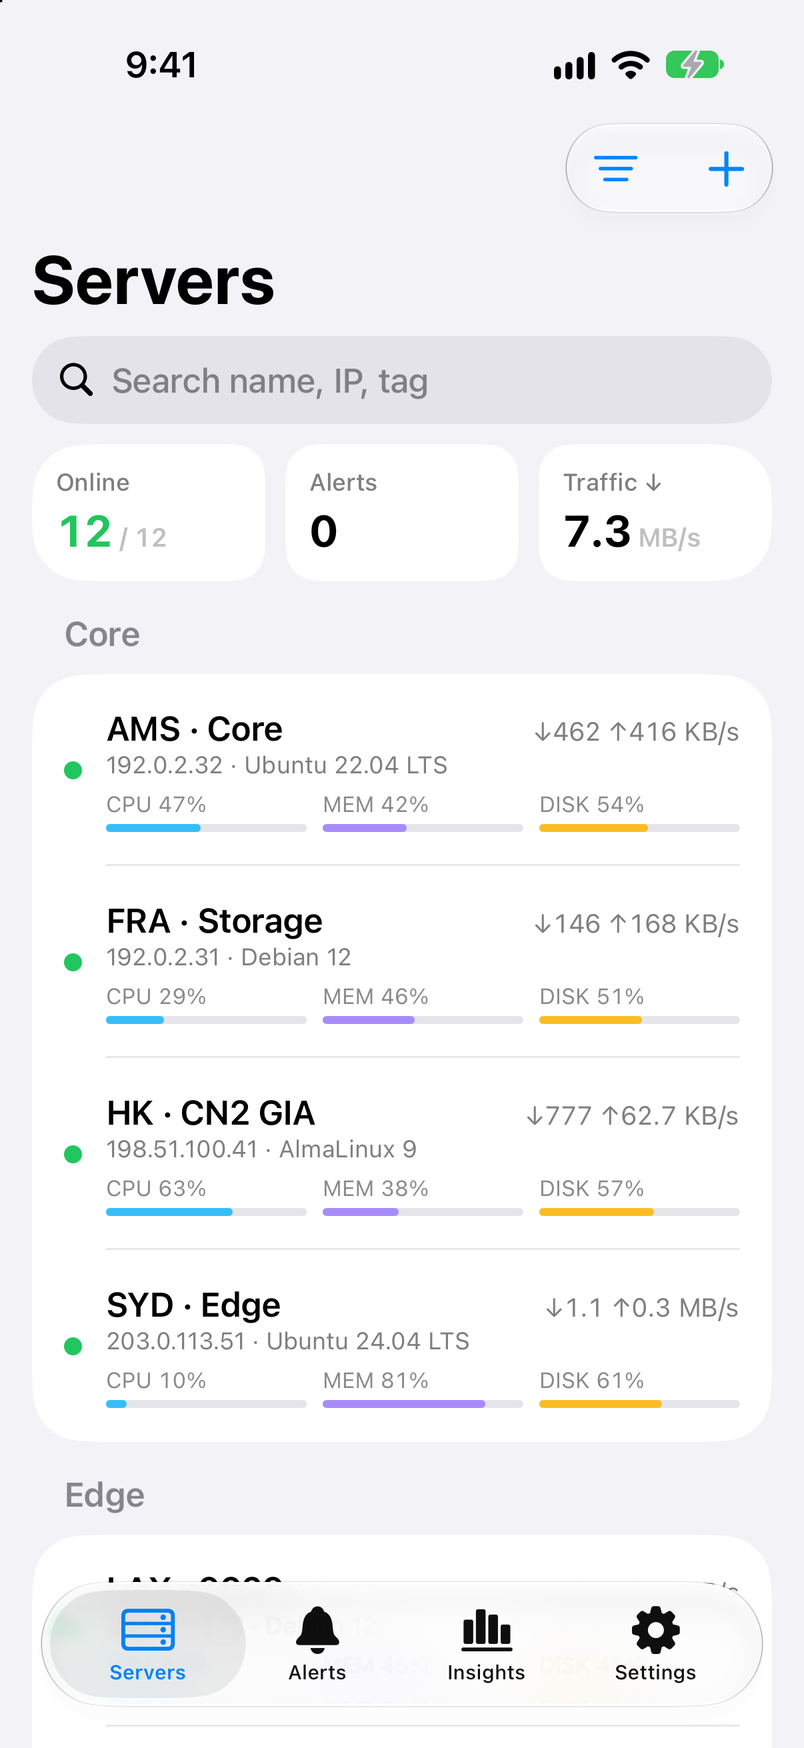 9:41
Servers
Search name, IP, tag
Online
12 / 12
Alerts
0
Traffic ↓
7.3 MB/s
Core
AMS · Core
↓462 ↑416 KB/s
192.0.2.32 · Ubuntu 22.04 LTS
CPU 47%
MEM 42%
DISK 54%
FRA · Storage
↓146 ↑168 KB/s
192.0.2.31 · Debian 12
CPU 29%
MEM 46%
DISK 51%
HK · CN2 GIA
↓777 ↑62.7 KB/s
198.51.100.41 · AlmaLinux 9
CPU 63%
MEM 38%
DISK 57%
SYD · Edge
↓1.1 ↑0.3 MB/s
203.0.113.51 · Ubuntu 24.04 LTS
CPU 10%
MEM 81%
DISK 61%
Edge
Servers
Alerts
Insights
Settings